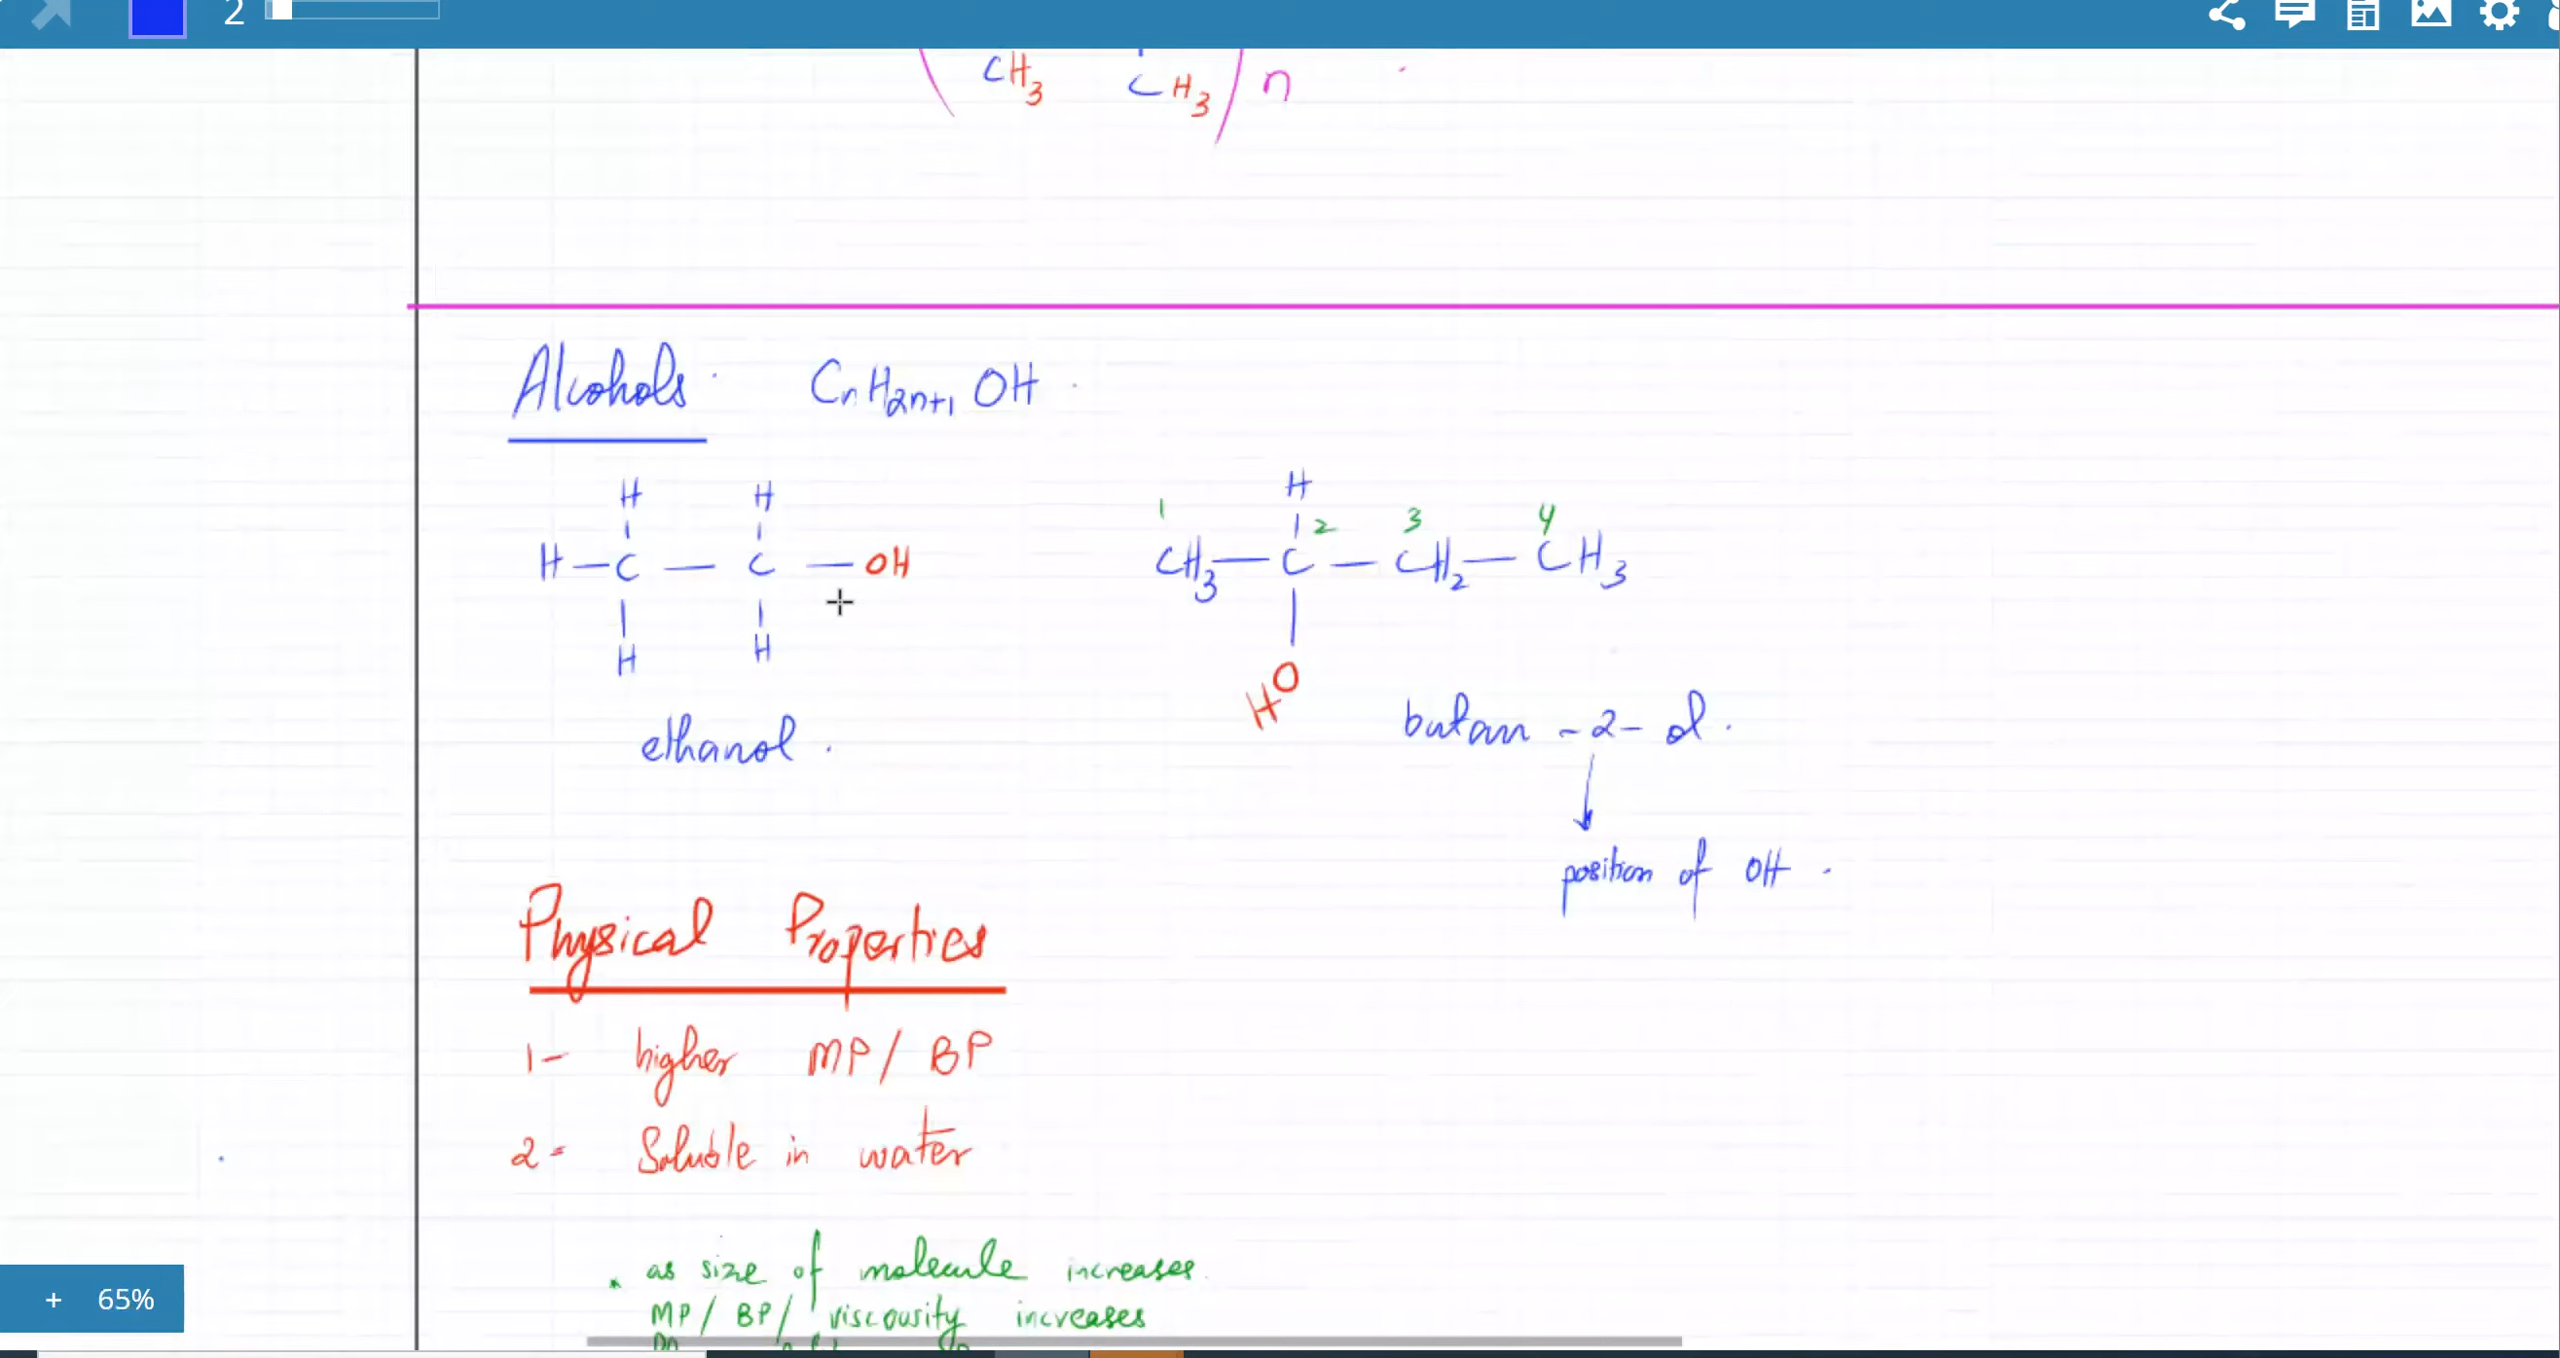 2
CH3 CH3 n
Alcohols. CnH2n+1 OH.
H H H
1 2 3 4
H-C-C-OH CH3-C-CH2-CH3
H H HO
ethanol. butan-2-ol.
position of OH.
Physical Properties
1- higher MP/BP
2- Soluble in water
as size of molecule increases.
MP/BP/viscousity increases
+ 65%